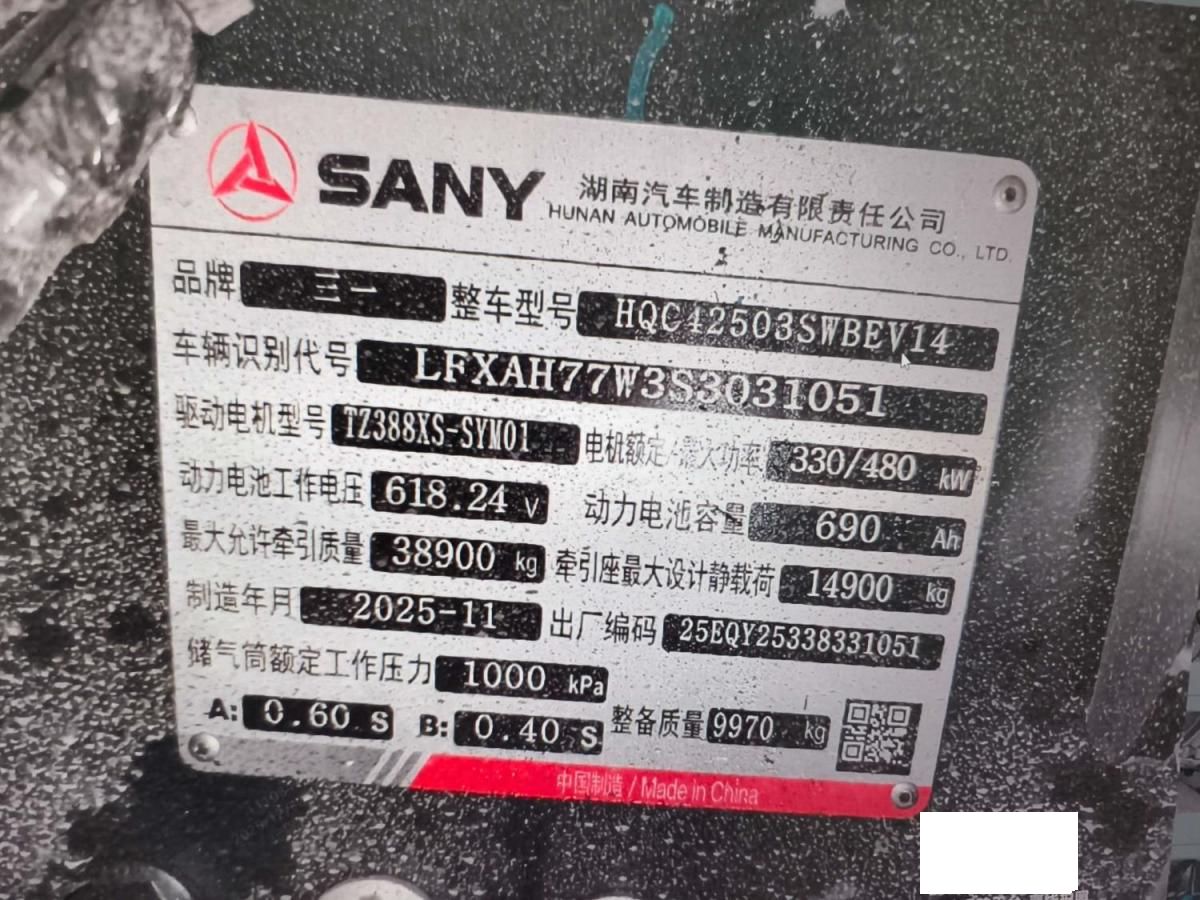 SANY 湖南汽车制造有限责任公司
HUNAN AUTOMOBILE MANUFACTURING CO., LTD.
品牌 三一 整车型号 HQC42503SWBEV14
车辆识别代号 LFXAH77W3S3031051
驱动电机型号 TZ388XS-SYM01 电机额定/最大功率 330/480 kW
动力电池工作电压 618.24 V 动力电池容量 690 Ah
最大允许牵引质量 38900 kg 牵引座最大设计静载荷 14900 kg
制造年月 2025-11 出厂编码 25EQY25338331051
储气筒额定工作压力 1000 kPa
A: 0.60 S B: 0.40 S 整备质量 9970 kg
中国制造 / Made in China